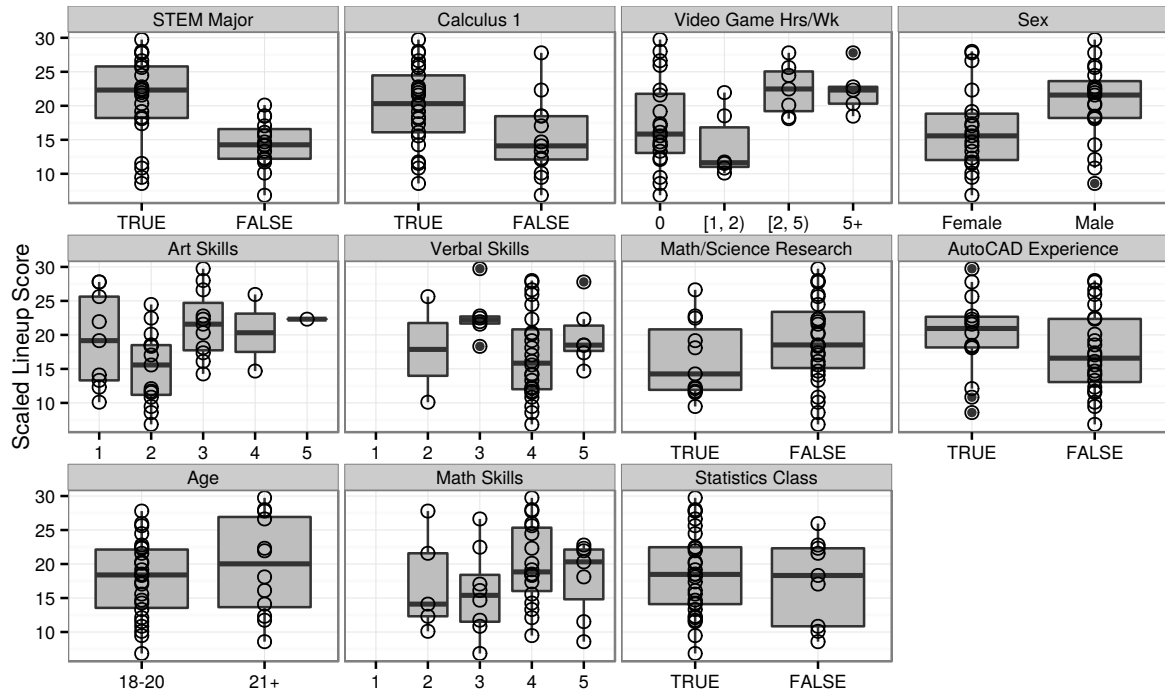 STEM Major Calculus 1 Video Game Hrs/Wk Sex
30
25
20
15
10
TRUE FALSE TRUE FALSE 0 [1, 2) [2, 5) 5+ Female Male
Art Skills Verbal Skills Math/Science Research AutoCAD Experience
Scaled Lineup Score
30
25
20
15
10
1 2 3 4 5 1 2 3 4 5 TRUE FALSE TRUE FALSE
Age Math Skills Statistics Class
30
25
20
15
10
18-20 21+ 1 2 3 4 5 TRUE FALSE